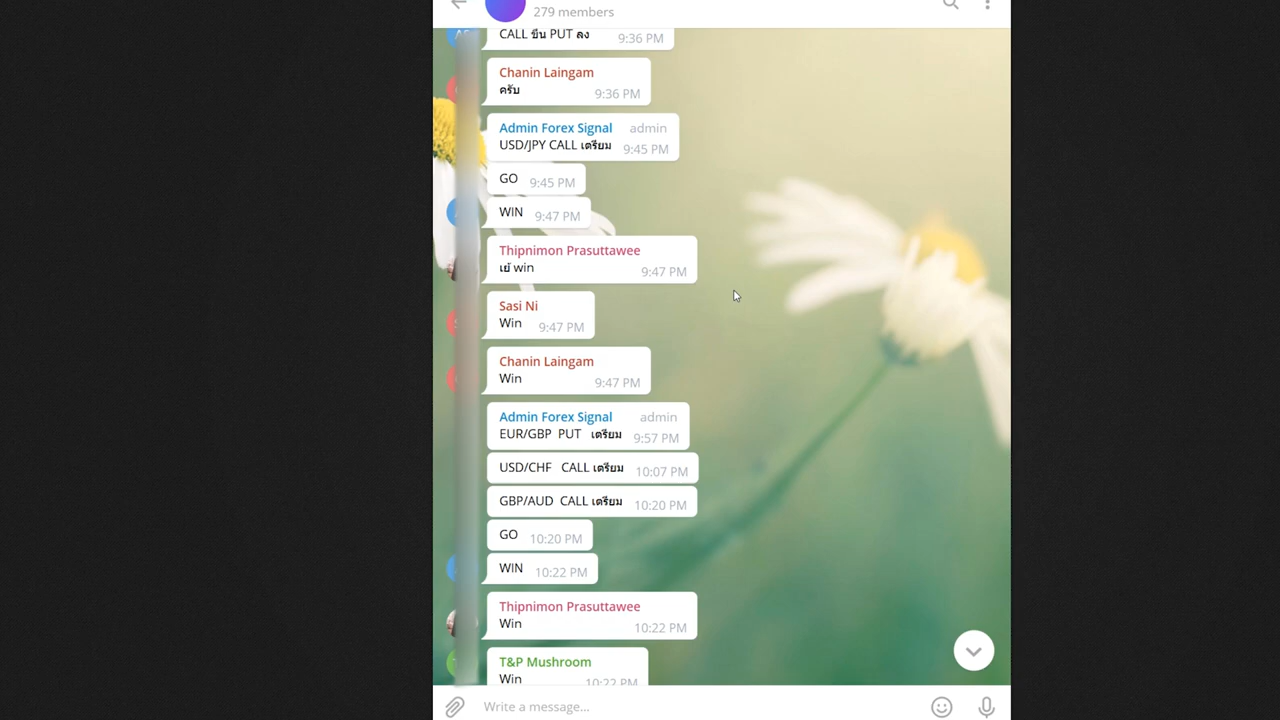 279 members
CALL ขึ้น PUT ลง 9:36 PM
Chanin Laingam
ครับ 9:36 PM
Admin Forex Signal admin
USD/JPY CALL เตรียม 9:45 PM
GO 9:45 PM
WIN 9:47 PM
Thipnimon Prasuttawee
เย้ win 9:47 PM
Sasi Ni
Win 9:47 PM
Chanin Laingam
Win 9:47 PM
Admin Forex Signal admin
EUR/GBP PUT เตรียม 9:57 PM
USD/CHF CALL เตรียม 10:07 PM
GBP/AUD CALL เตรียม 10:20 PM
GO 10:20 PM
WIN 10:22 PM
Thipnimon Prasuttawee
Win 10:22 PM
T&P Mushroom
Win 10:22 PM
Write a message...